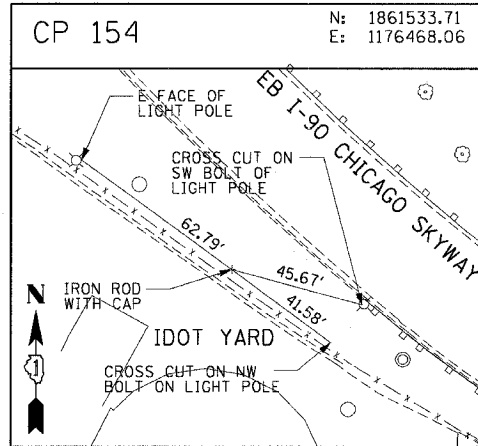 CP 154
N: 1861533.71
E: 1176468.06
E FACE OF
LIGHT POLE
EB I-90 CHICAGO SKYWAY
CROSS CUT ON
SW BOLT OF
LIGHT POLE
62.79'
45.67'
41.58'
IRON ROD
WITH CAP
N
1
IDOT YARD
CROSS CUT ON NW
BOLT ON LIGHT POLE